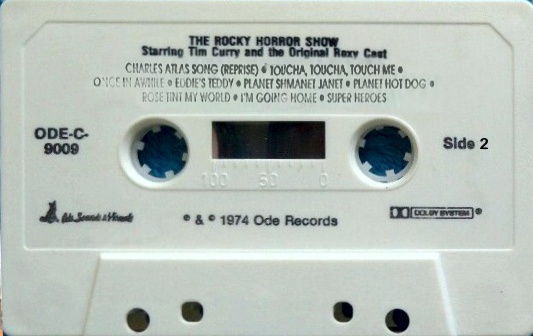 THE ROCKY HORROR SHOW
Starring Tim Curry and the Original Roxy Cast
CHARLES ATLAS SONG (REPRISE) • TOUCHA, TOUCHA, TOUCH ME •
ONCE IN AWHILE • EDDIE'S TEDDY • PLANET SHMANET JANET • PLANET HOT DOG •
ROSE TINT MY WORLD • I'M GOING HOME • SUPER HEROES
ODE-C-
9009
Side 2
100 50 0
Ode Sounds & Visuals
℗ & © 1974 Ode Records
DOLBY SYSTEM ®